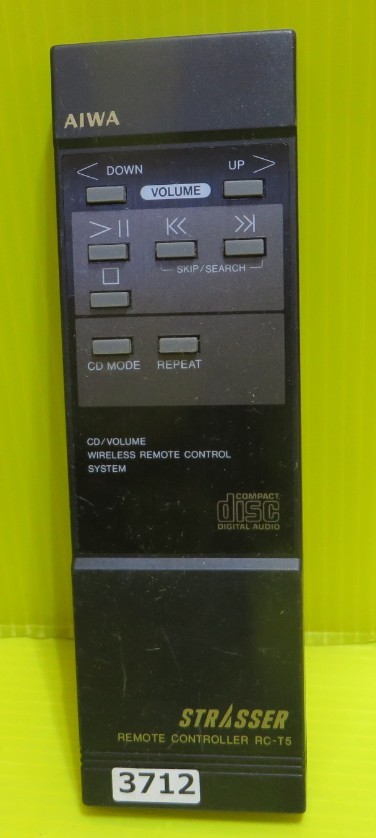 AIWA
DOWN VOLUME UP
SKIP/SEARCH
CD MODE REPEAT
CD/VOLUME
WIRELESS REMOTE CONTROL
SYSTEM
COMPACT
disc
DIGITAL AUDIO
STRASSER
REMOTE CONTROLLER RC-T5
3712